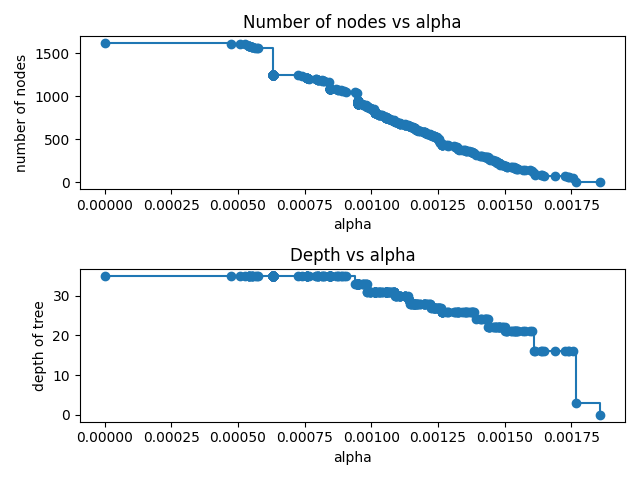 Number of nodes vs alpha
number of nodes
1500
1000
500
0
0.00000 0.00025 0.00050 0.00075 0.00100 0.00125 0.00150 0.00175
alpha
Depth vs alpha
depth of tree
30
20
10
0
0.00000 0.00025 0.00050 0.00075 0.00100 0.00125 0.00150 0.00175
alpha